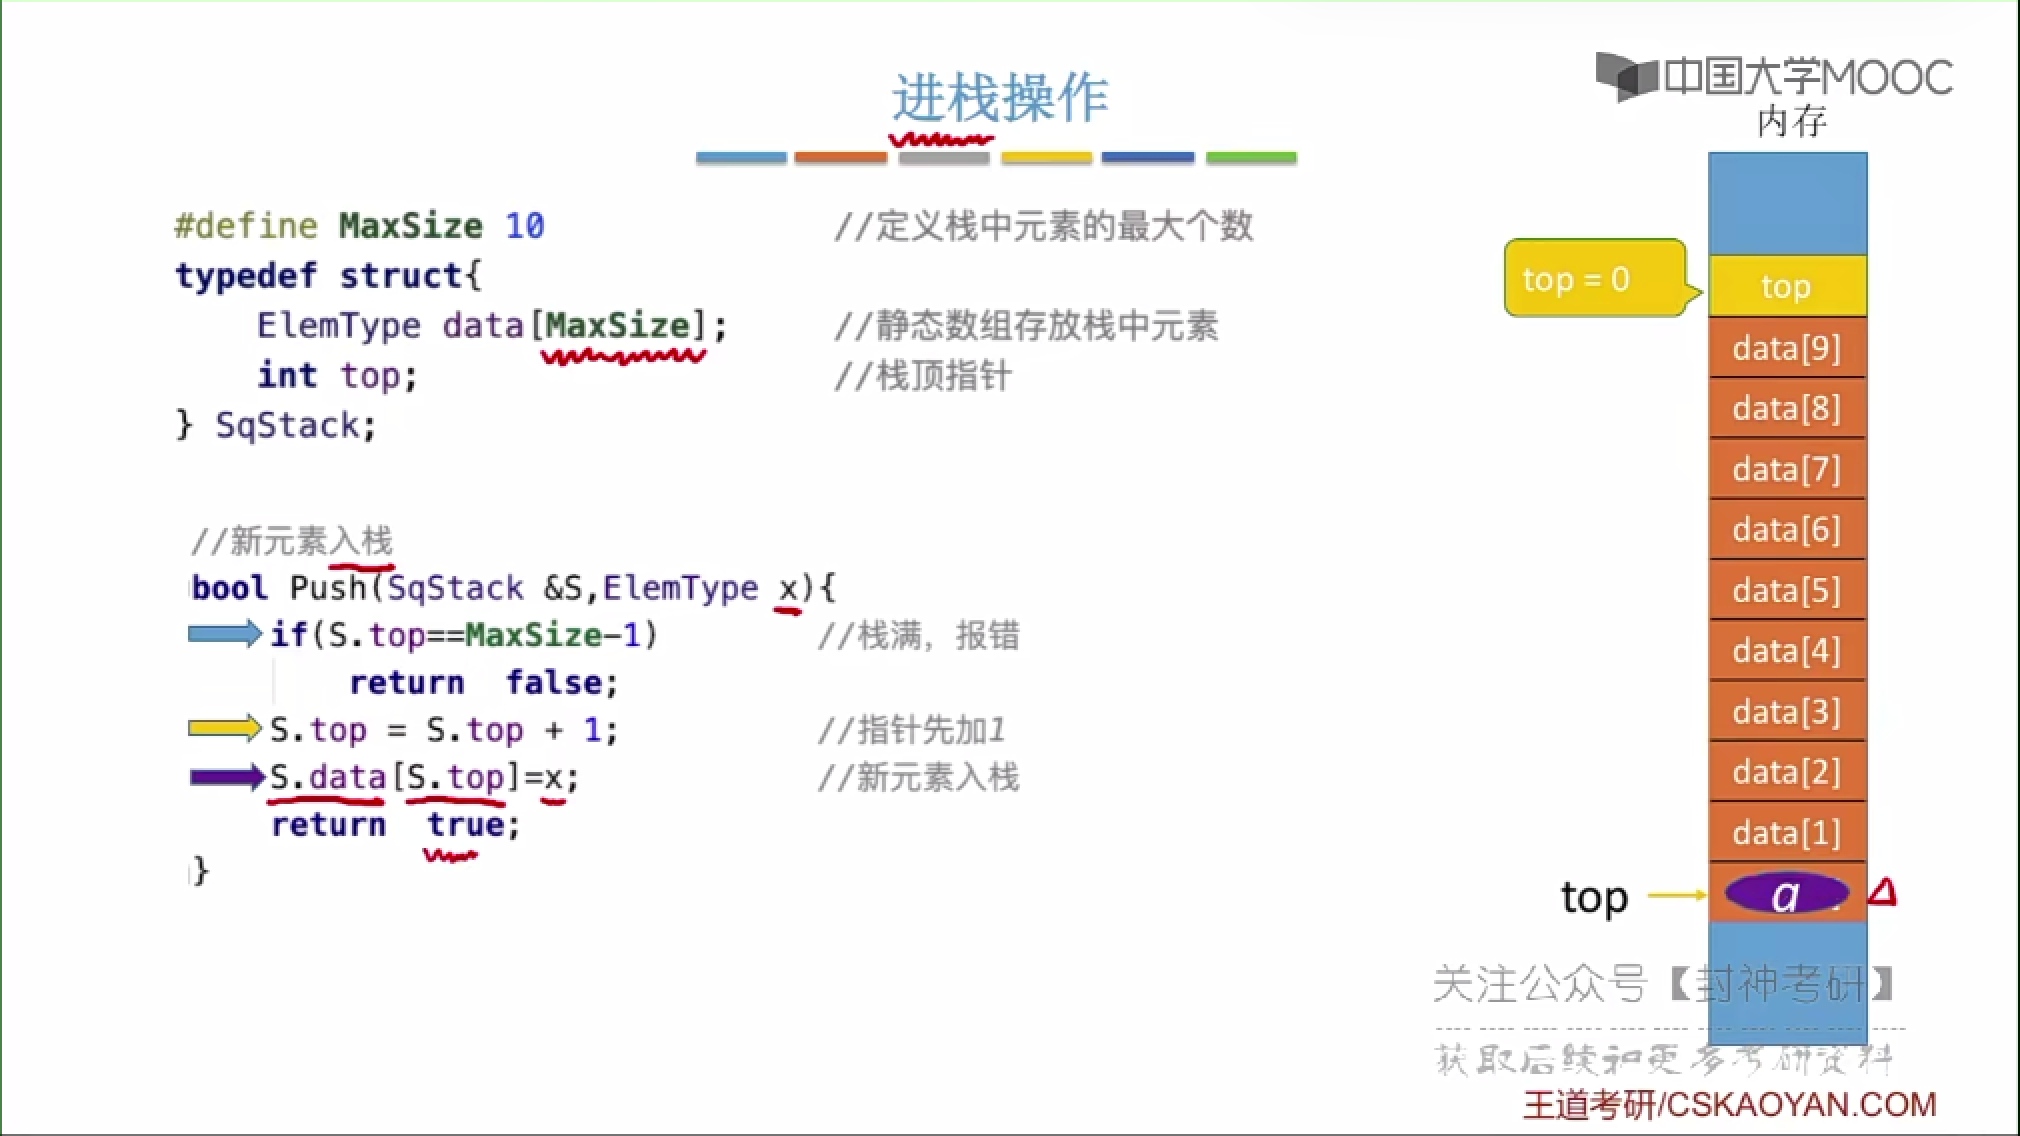 中国大学MOOC
进栈操作
内存
#define MaxSize 10 //定义栈中元素的最大个数
typedef struct{
ElemType data[MaxSize]; //静态数组存放栈中元素
int top; //栈顶指针
} SqStack;
//新元素入栈
bool Push(SqStack &S,ElemType x){
if(S.top==MaxSize-1) //栈满，报错
return false;
S.top = S.top + 1; //指针先加1
S.data[S.top]=x; //新元素入栈
return true;
}
top = 0
top
data[9]
data[8]
data[7]
data[6]
data[5]
data[4]
data[3]
data[2]
data[1]
top
a
关注公众号【封神考研】
获取后续和更多考研资料
王道考研/CSKAOYAN.COM